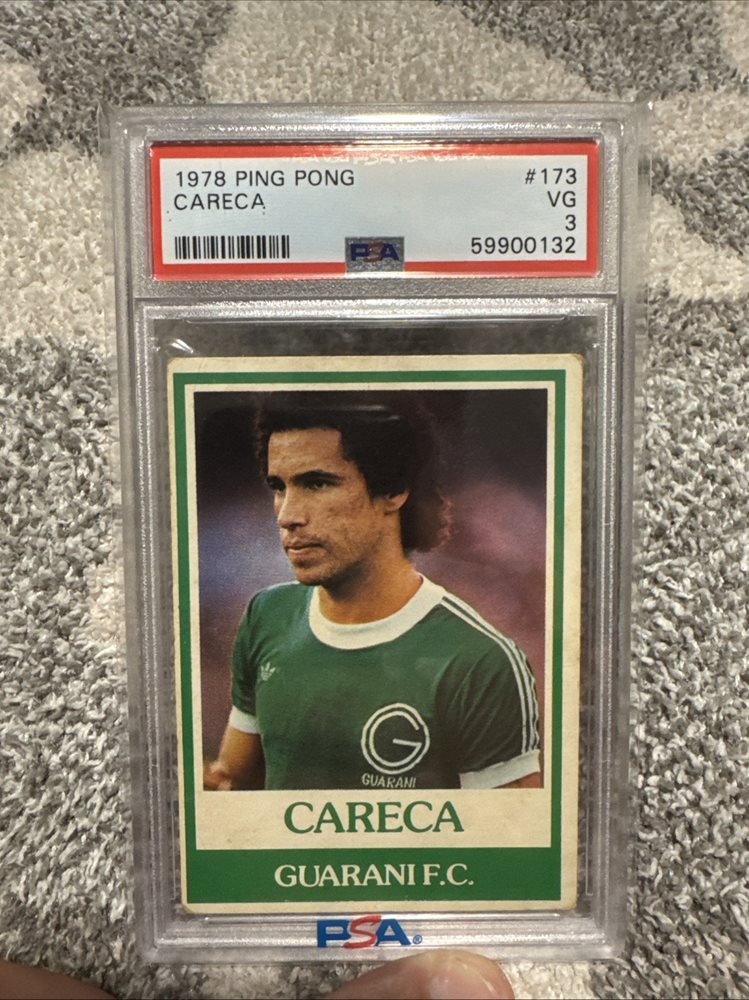 1978 PING PONG #173
CARECA VG
3
PSA 59900132
G
GUARANI
CARECA
GUARANI F.C.
PSA®